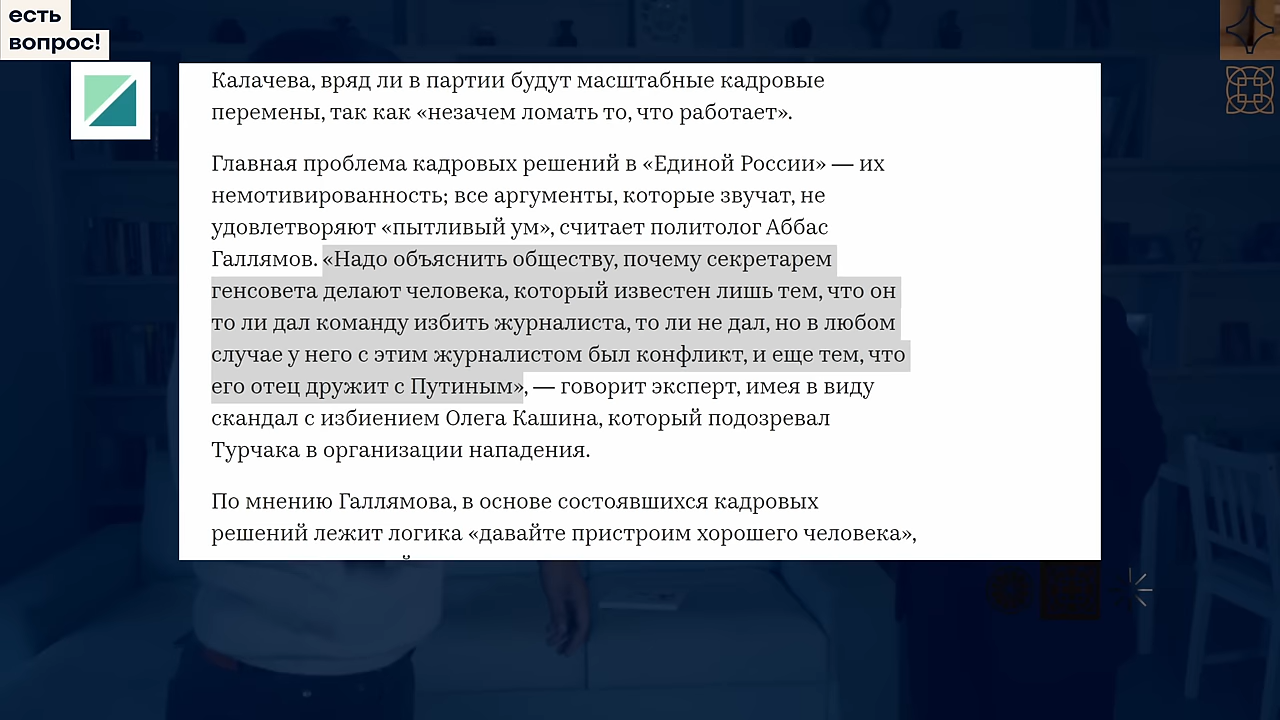 есть
вопрос!
Калачева, вряд ли в партии будут масштабные кадровые
перемены, так как «незачем ломать то, что работает».
Главная проблема кадровых решений в «Единой России» — их
немотивированность; все аргументы, которые звучат, не
удовлетворяют «пытливый ум», считает политолог Аббас
Галлямов. «Надо объяснить обществу, почему секретарем
генсовета делают человека, который известен лишь тем, что он
то ли дал команду избить журналиста, то ли не дал, но в любом
случае у него с этим журналистом был конфликт, и еще тем, что
его отец дружит с Путиным», — говорит эксперт, имея в виду
скандал с избиением Олега Кашина, который подозревал
Турчака в организации нападения.
По мнению Галлямова, в основе состоявшихся кадровых
решений лежит логика «давайте пристроим хорошего человека»,